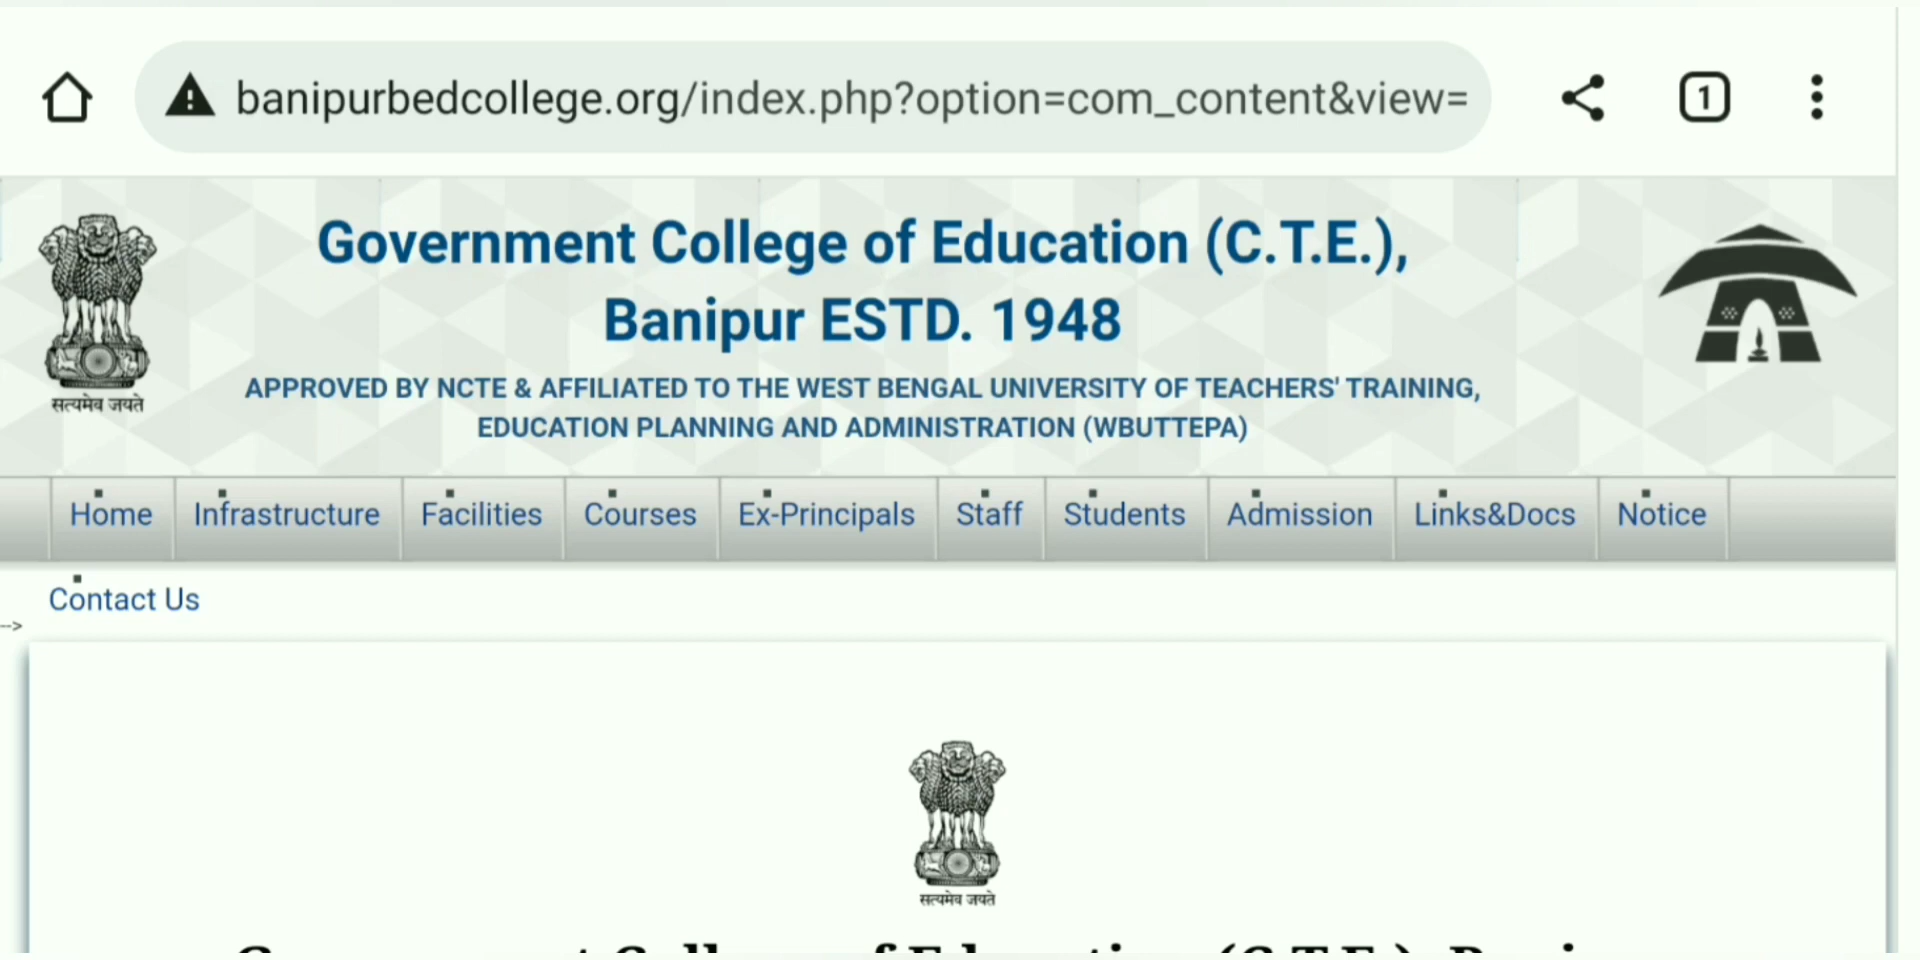 banipurbedcollege.org/index.php?option=com_content&view=
1
Government College of Education (C.T.E.),
Banipur ESTD. 1948
APPROVED BY NCTE & AFFILIATED TO THE WEST BENGAL UNIVERSITY OF TEACHERS' TRAINING,
EDUCATION PLANNING AND ADMINISTRATION (WBUTTEPA)
सत्यमेव जयते
Home Infrastructure Facilities Courses Ex-Principals Staff Students Admission Links&Docs Notice
Contact Us
-->
सत्यमेव जयते